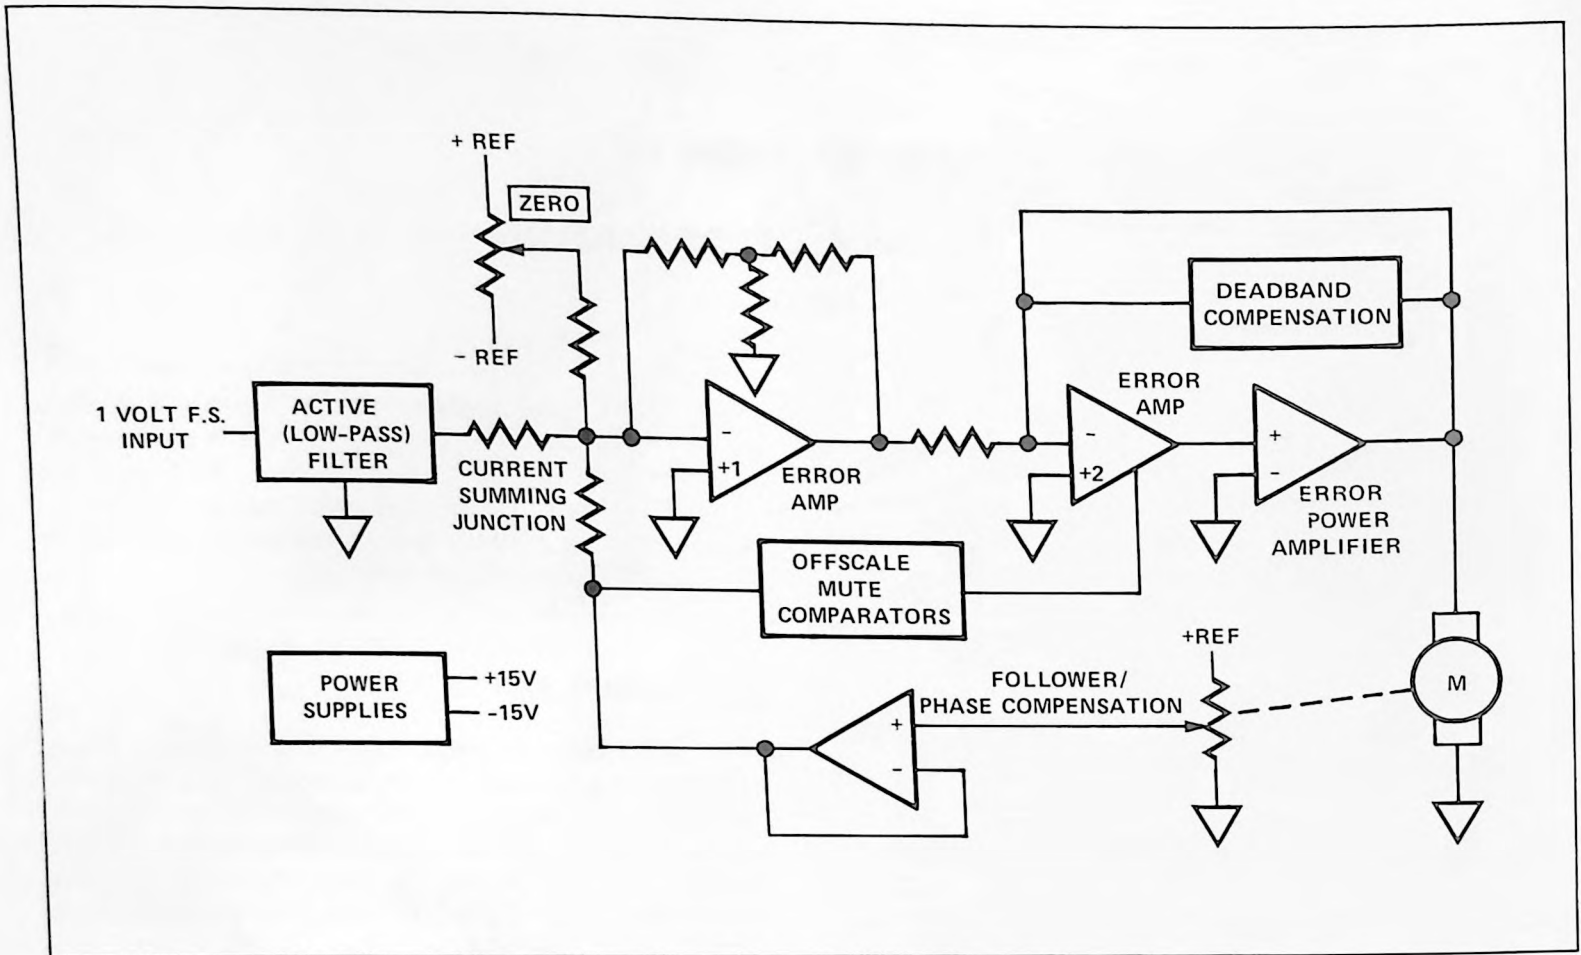 + REF
ZERO
- REF
1 VOLT F.S.
INPUT
ACTIVE
(LOW-PASS)
FILTER
CURRENT
SUMMING
JUNCTION
-
+1
ERROR
AMP
DEADBAND
COMPENSATION
ERROR
AMP
-
+2
+
-
ERROR
POWER
AMPLIFIER
OFFSCALE
MUTE
COMPARATORS
POWER
SUPPLIES
+15V
-15V
FOLLOWER/
PHASE COMPENSATION
+
-
+REF
M